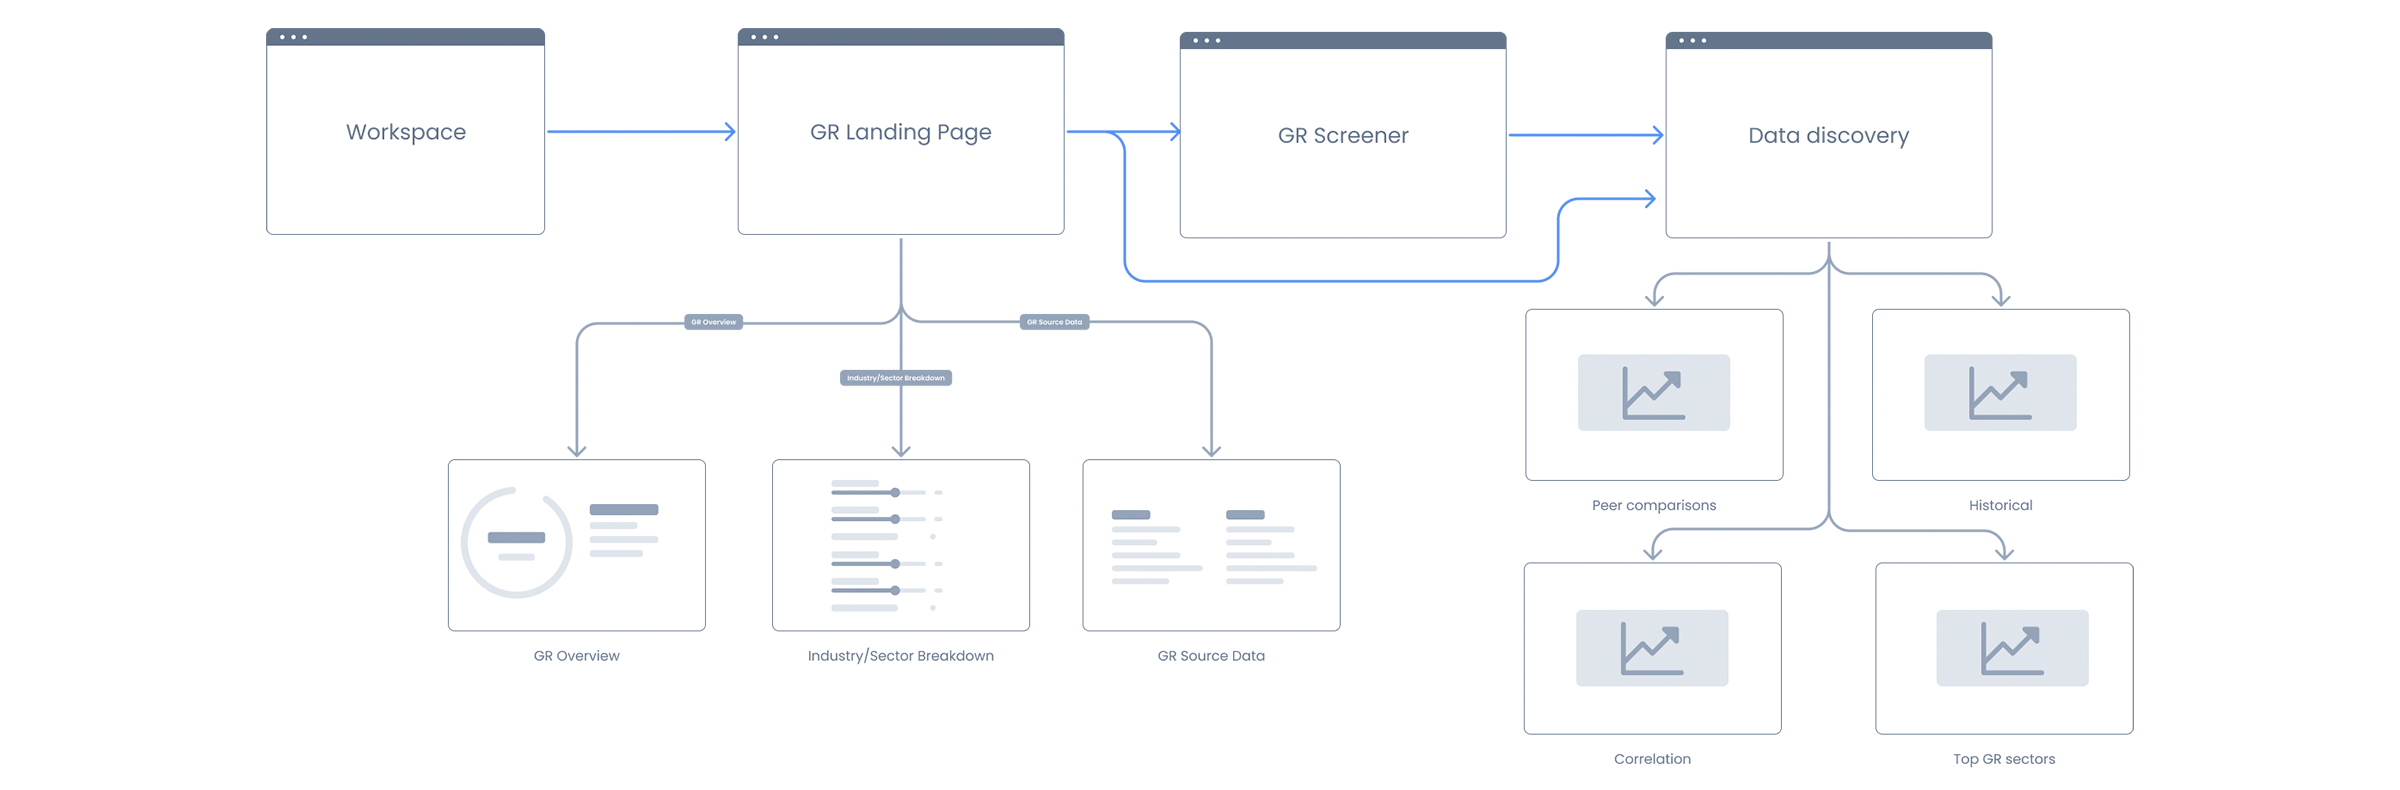 Workspace
GR Landing Page
GR Screener
Data discovery
GR Overview
GR Source Data
Industry/Sector Breakdown
Peer comparisons
Historical
GR Overview
Industry/Sector Breakdown
GR Source Data
Correlation
Top GR sectors